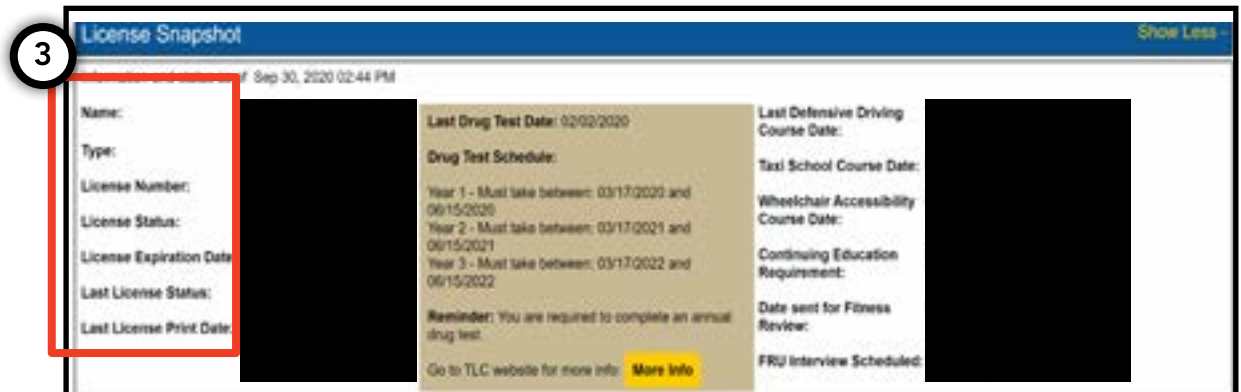 License Snapshot
Show Less -
3
Information and status as of Sep 30, 2020 02:44 PM
Name:
Type:
License Number:
License Status:
License Expiration Date
Last License Status:
Last License Print Date:
Last Drug Test Date: 02/02/2020
Drug Test Schedule:
Year 1 - Must take between: 03/17/2020 and
06/15/2020
Year 2 - Must take between: 03/17/2021 and
06/15/2021
Year 3 - Must take between: 03/17/2022 and
06/15/2022
Reminder: You are required to complete an annual
drug test.
Go to TLC website for more info: More Info
Last Defensive Driving
Course Date:
Taxi School Course Date:
Wheelchair Accessibility
Course Date:
Continuing Education
Requirement:
Date sent for Fitness
Review:
FRU Interview Scheduled: